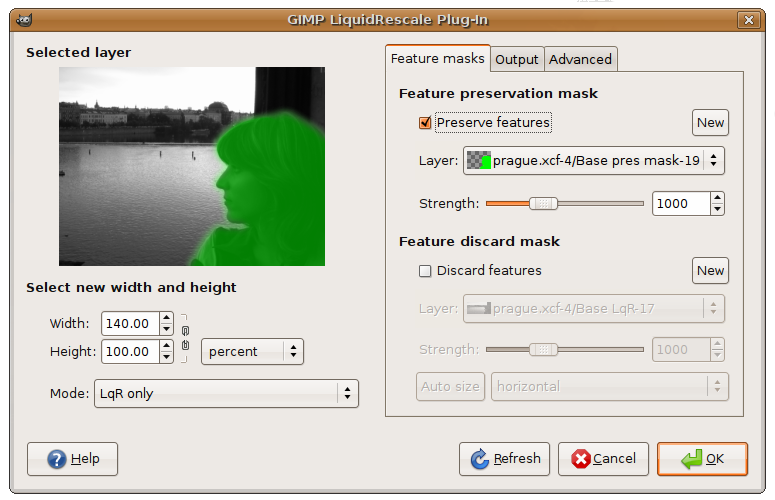 GIMP LiquidRescale Plug-In
Selected layer
Select new width and height
Width: 140.00
Height: 100.00 percent
Mode: LqR only
Feature masks Output Advanced
Feature preservation mask
Preserve features New
Layer: prague.xcf-4/Base pres mask-19
Strength: 1000
Feature discard mask
Discard features New
Layer: prague.xcf-4/Base LqR-17
Strength: 1000
Auto size horizontal
Help Refresh Cancel OK